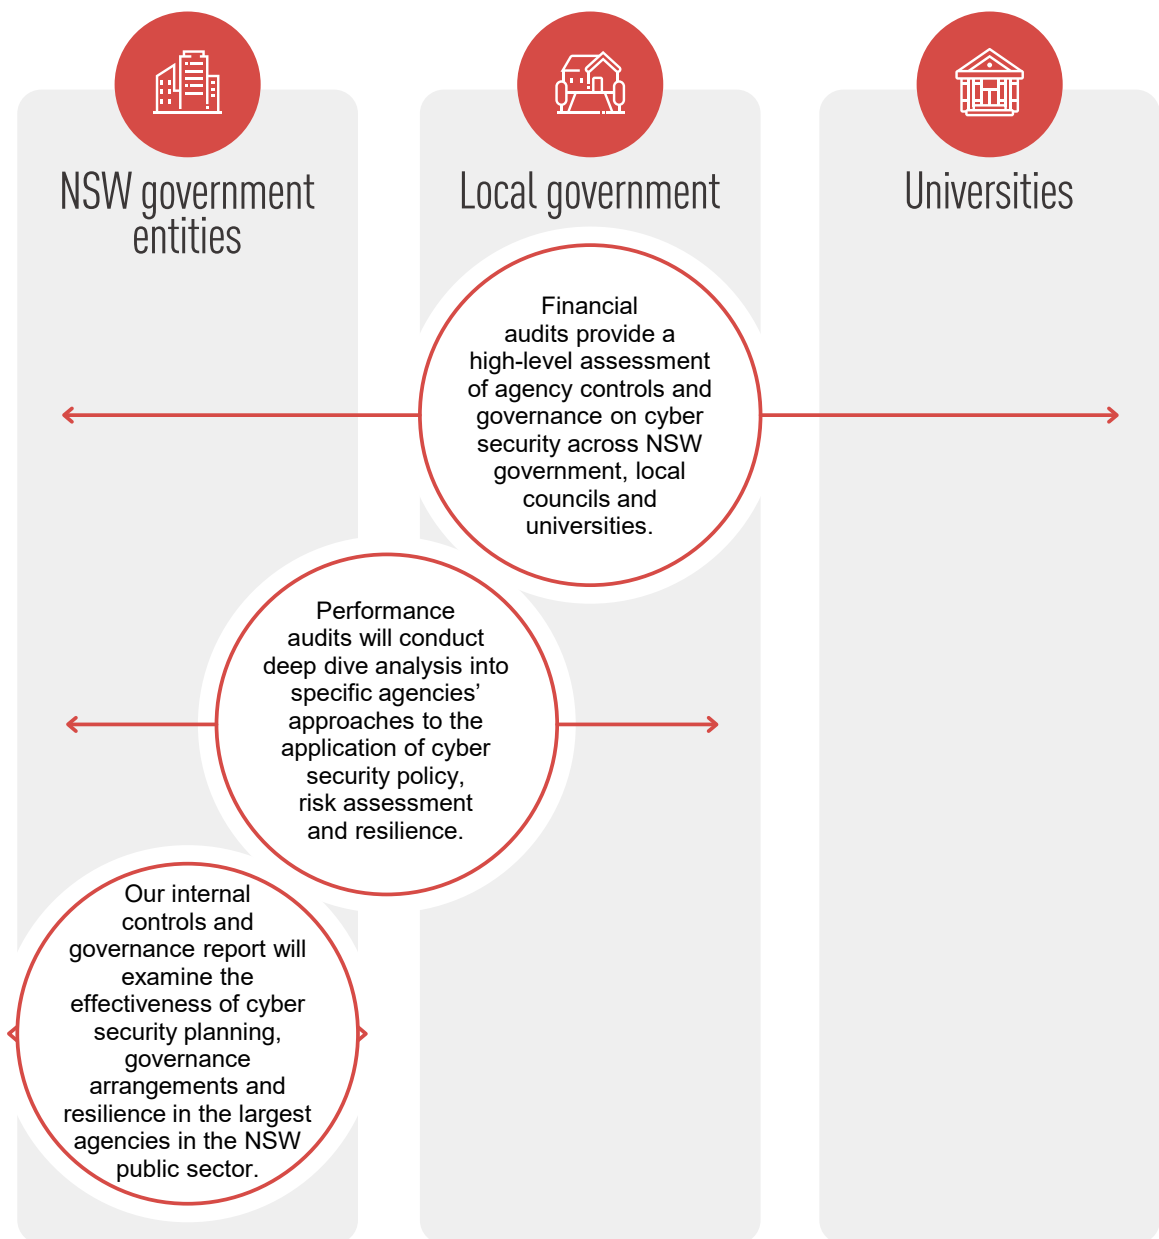 NSW government
entities
Local government
Universities
Financial
audits provide a
high-level assessment
of agency controls and
governance on cyber
security across NSW
government, local
councils and
universities.
Performance
audits will conduct
deep dive analysis into
specific agencies’
approaches to the
application of cyber
security policy,
risk assessment
and resilience.
Our internal
controls and
governance report will
examine the
effectiveness of cyber
security planning,
governance
arrangements and
resilience in the largest
agencies in the NSW
public sector.